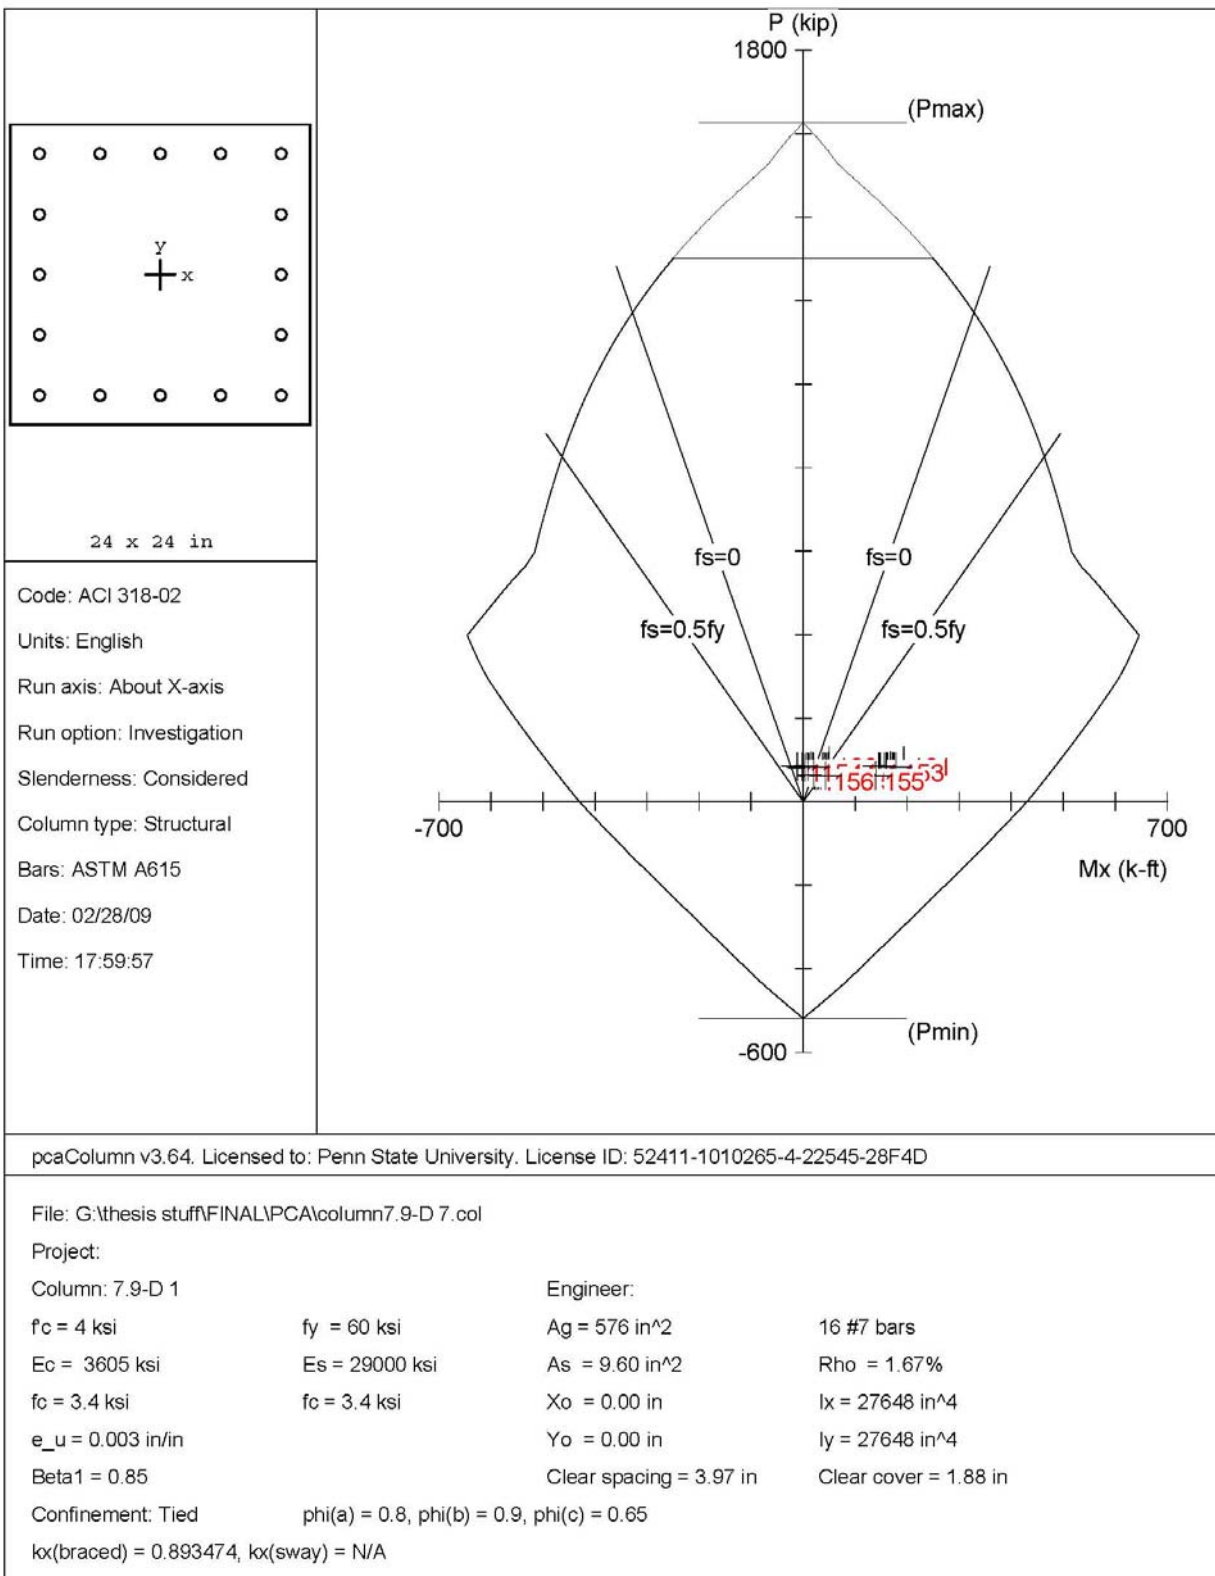 P (kip)
1800
(Pmax)
y
x
24 x 24 in
fs=0
fs=0
fs=0.5fy
fs=0.5fy
-700
700
Mx (k-ft)
-600
(Pmin)
Code: ACI 318-02
Units: English
Run axis: About X-axis
Run option: Investigation
Slenderness: Considered
Column type: Structural
Bars: ASTM A615
Date: 02/28/09
Time: 17:59:57
pcaColumn v3.64. Licensed to: Penn State University. License ID: 52411-1010265-4-22545-28F4D
File: G:\thesis stuff\FINAL\PCA\column7.9-D 7.col
Project:
Column: 7.9-D 1 Engineer:
f'c = 4 ksi fy = 60 ksi Ag = 576 in^2 16 #7 bars
Ec = 3605 ksi Es = 29000 ksi As = 9.60 in^2 Rho = 1.67%
fc = 3.4 ksi fc = 3.4 ksi Xo = 0.00 in Ix = 27648 in^4
e_u = 0.003 in/in Yo = 0.00 in Iy = 27648 in^4
Beta1 = 0.85 Clear spacing = 3.97 in Clear cover = 1.88 in
Confinement: Tied phi(a) = 0.8, phi(b) = 0.9, phi(c) = 0.65
kx(braced) = 0.893474, kx(sway) = N/A